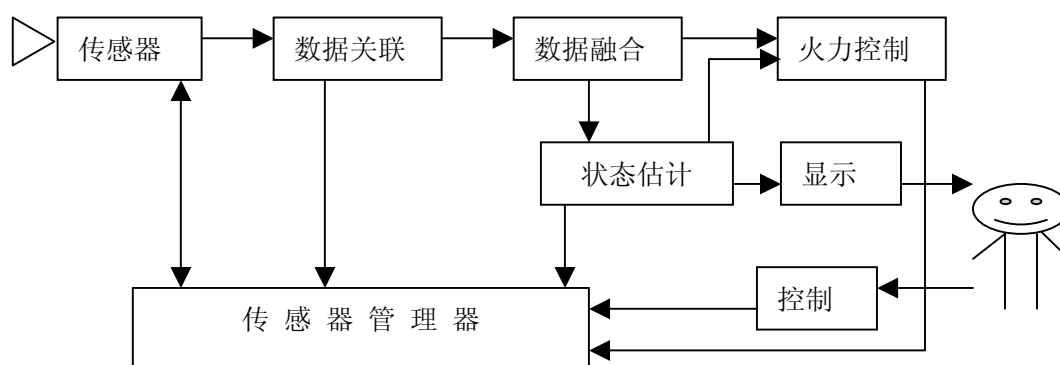 传感器
数据关联
数据融合
火力控制
状态估计
显示
控制
传感器管理器